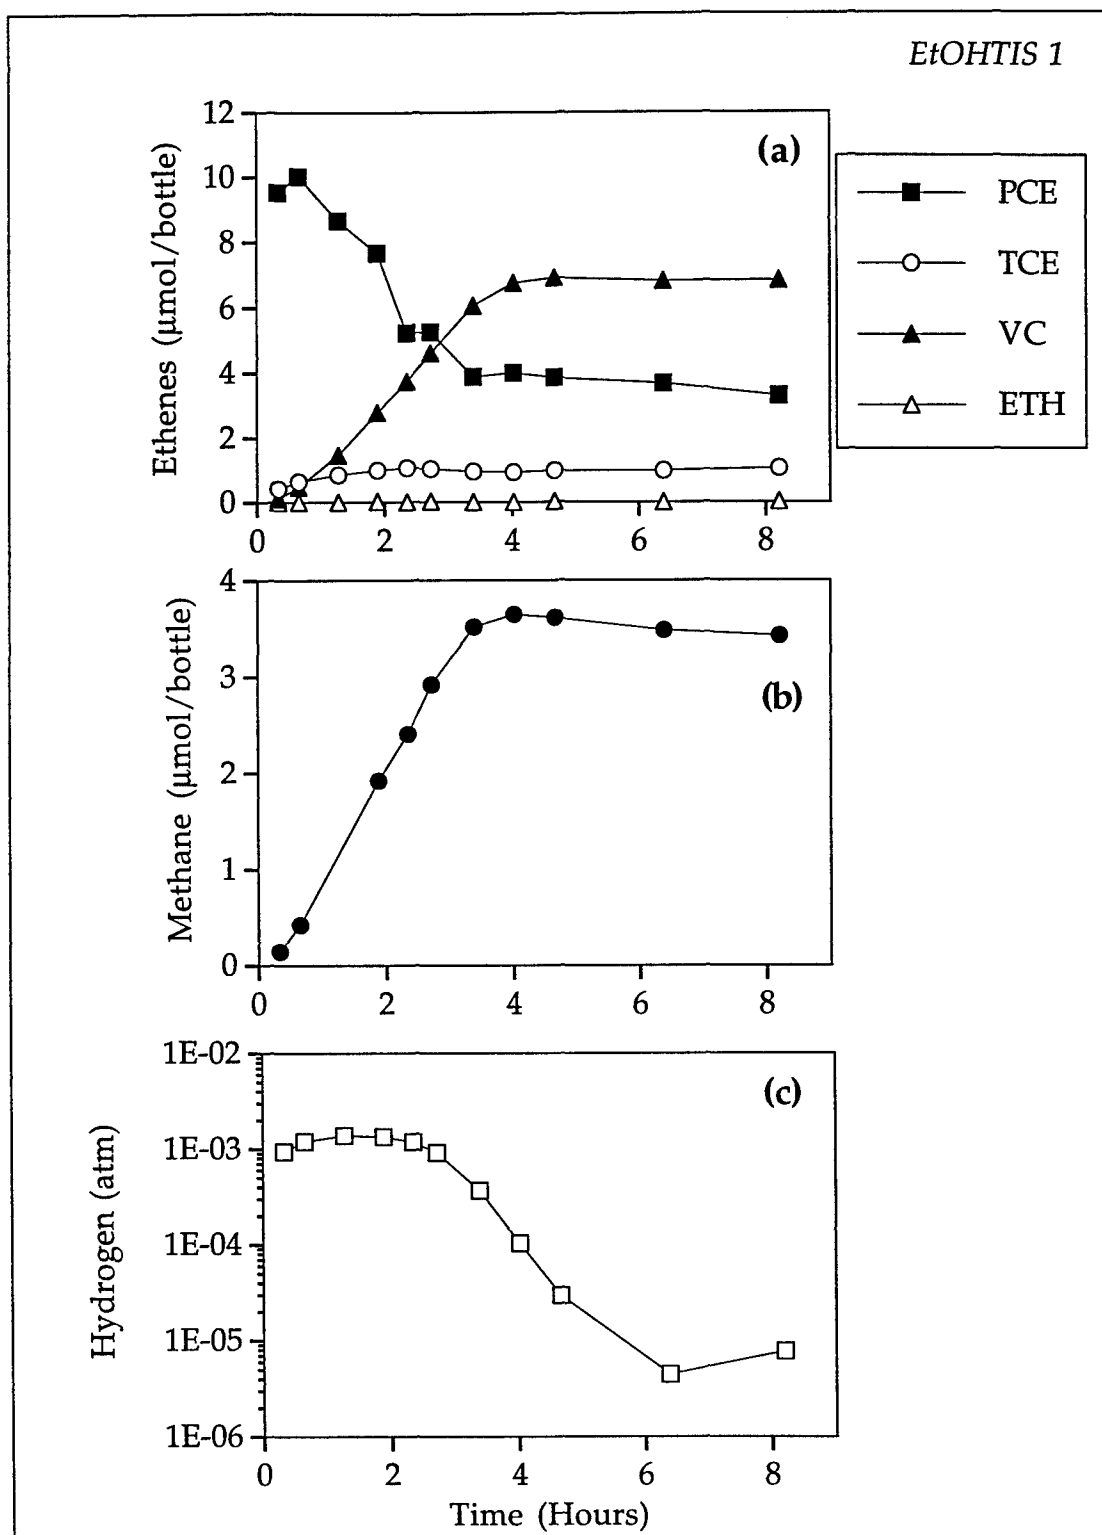 EtOHTIS 1
(a)
Ethenes (μmol/bottle)
12
10
8
6
4
2
0
0 2 4 6 8
PCE
TCE
VC
ETH
(b)
Methane (μmol/bottle)
4
3
2
1
0
0 2 4 6 8
(c)
Hydrogen (atm)
1E-02
1E-03
1E-04
1E-05
1E-06
0 2 4 6 8
Time (Hours)